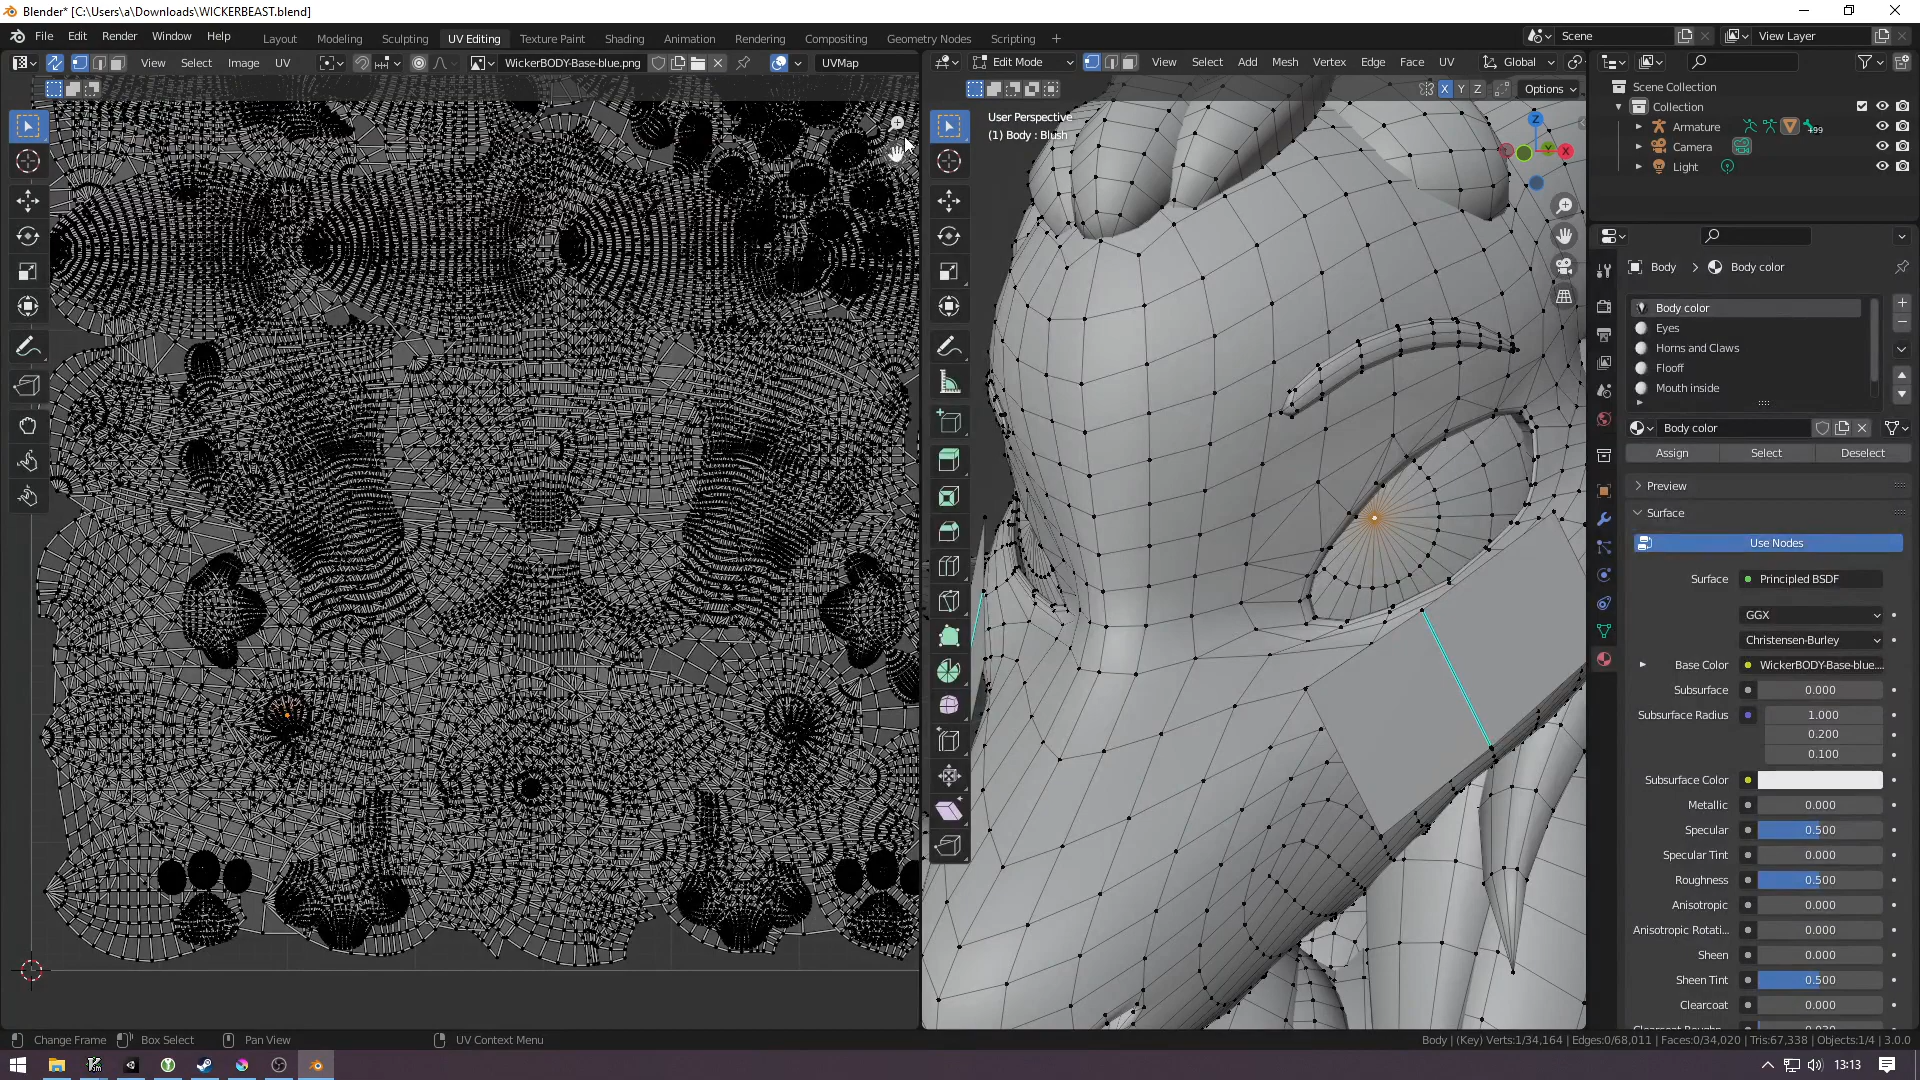 Blender* [C:\Users\a\Downloads\WICKERBEAST.blend]
File Edit Render Window Help
Layout Modeling Sculpting UV Editing Texture Paint Shading Animation Rendering Compositing Geometry Nodes Scripting +
Scene
View Layer
View Select Image UV
WickerBODY-Base-blue.png
UVMap
Edit Mode View Select Add Mesh Vertex Edge Face UV
Global
X Y Z
Options
User Perspective
(1) Body : Blush
Z
X
Y
Scene Collection
Collection
Armature
99
Camera
Light
Body > Body color
Body color
Eyes
Horns and Claws
Flooff
Mouth inside
Body color
Assign Select Deselect
Preview
Surface
Use Nodes
Surface Principled BSDF
GGX
Christensen-Burley
Base Color WickerBODY-Base-blue....
Subsurface 0.000
Subsurface Radius 1.000
0.200
0.100
Subsurface Color
Metallic 0.000
Specular 0.500
Specular Tint 0.000
Roughness 0.500
Anisotropic 0.000
Anisotropic Rotati... 0.000
Sheen 0.000
Sheen Tint 0.500
Clearcoat 0.000
Change Frame Box Select Pan View UV Context Menu
Body | (Key) Verts:1/34,164 | Edges:0/68,011 | Faces:0/34,020 | Tris:67,338 | Objects:1/4 | 3.0.0
13:13